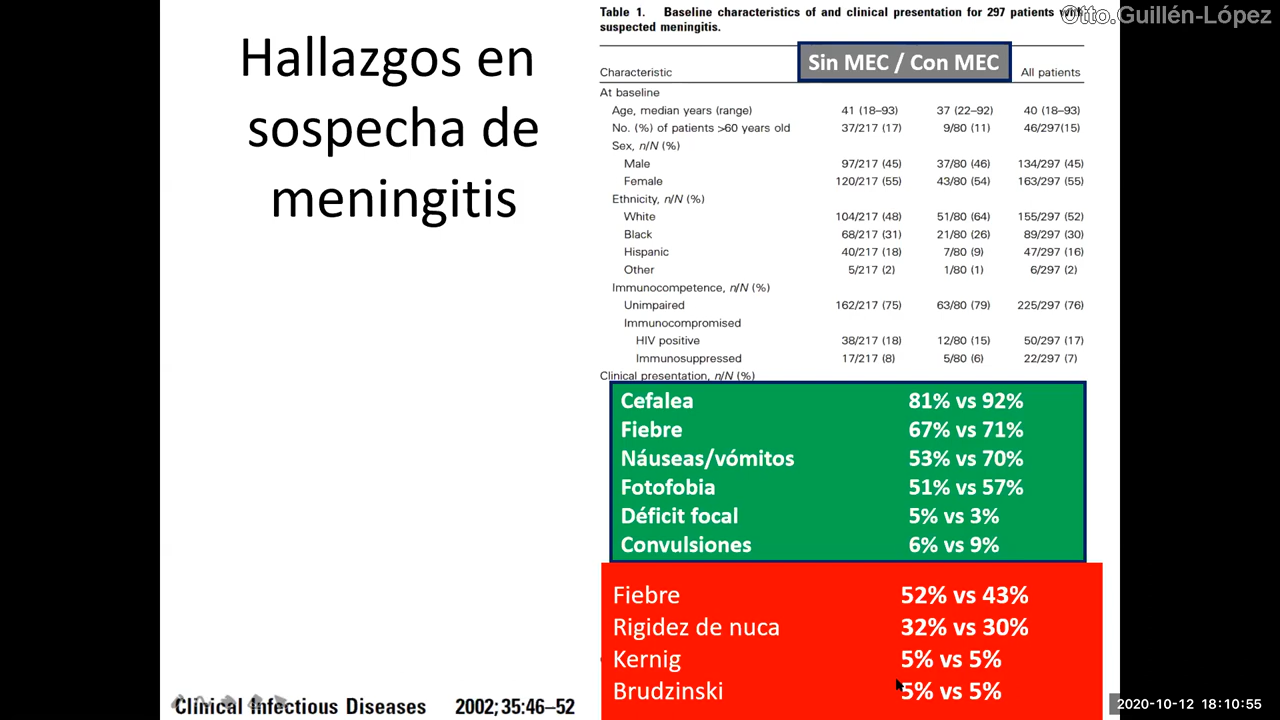 Hallazgos en
sospecha de
meningitis
Table 1. Baseline characteristics of and clinical presentation for 297 patients
suspected meningitis.
©Otto.Guillén-López
Characteristic Sin MEC / Con MEC All patients
At baseline
Age, median years (range) 41 (18–93) 37 (22–92) 40 (18–93)
No. (%) of patients >60 years old 37/217 (17) 9/80 (11) 46/297(15)
Sex, n/N (%)
Male 97/217 (45) 37/80 (46) 134/297 (45)
Female 120/217 (55) 43/80 (54) 163/297 (55)
Ethnicity, n/N (%)
White 104/217 (48) 51/80 (64) 155/297 (52)
Black 68/217 (31) 21/80 (26) 89/297 (30)
Hispanic 40/217 (18) 7/80 (9) 47/297 (16)
Other 5/217 (2) 1/80 (1) 6/297 (2)
Immunocompetence, n/N (%)
Unimpaired 162/217 (75) 63/80 (79) 225/297 (76)
Immunocompromised
HIV positive 38/217 (18) 12/80 (15) 50/297 (17)
Immunosuppressed 17/217 (8) 5/80 (6) 22/297 (7)
Clinical presentation, n/N (%)
Cefalea 81% vs 92%
Fiebre 67% vs 71%
Náuseas/vómitos 53% vs 70%
Fotofobia 51% vs 57%
Déficit focal 5% vs 3%
Convulsiones 6% vs 9%
Fiebre 52% vs 43%
Rigidez de nuca 32% vs 30%
Kernig 5% vs 5%
Brudzinski 5% vs 5%
Clinical Infectious Diseases 2002;35:46–52
2020-10-12 18:10:55